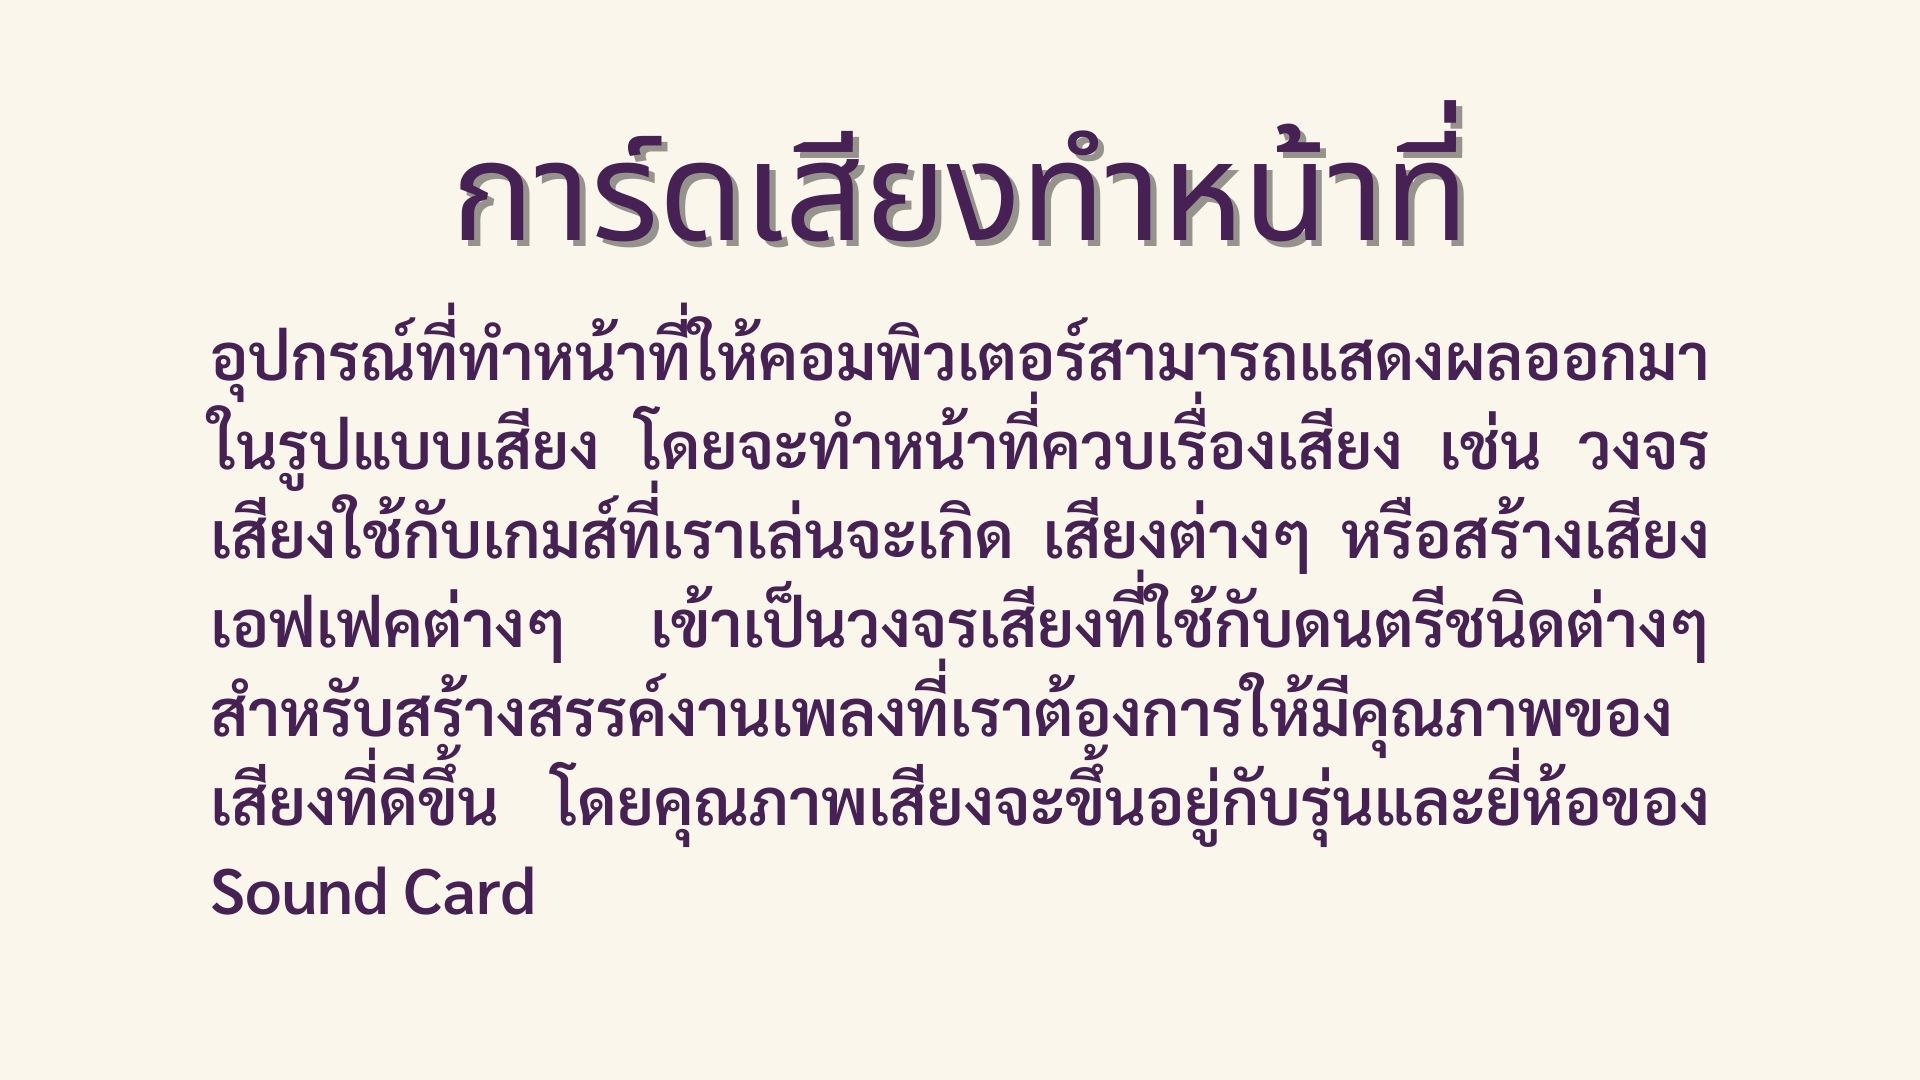 การ์ดเสียงทำหน้าที่
อุปกรณ์ที่ทำหน้าที่ให้คอมพิวเตอร์สามารถแสดงผลออกมา
ในรูปแบบเสียง โดยจะทำหน้าที่ควบเรื่องเสียง เช่น วงจร
เสียงใช้กับเกมส์ที่เราเล่นจะเกิด เสียงต่างๆ หรือสร้างเสียง
เอฟเฟคต่างๆ เข้าเป็นวงจรเสียงที่ใช้กับดนตรีชนิดต่างๆ
สำหรับสร้างสรรค์งานเพลงที่เราต้องการให้มีคุณภาพของ
เสียงที่ดีขึ้น โดยคุณภาพเสียงจะขึ้นอยู่กับรุ่นและยี่ห้อของ
Sound Card